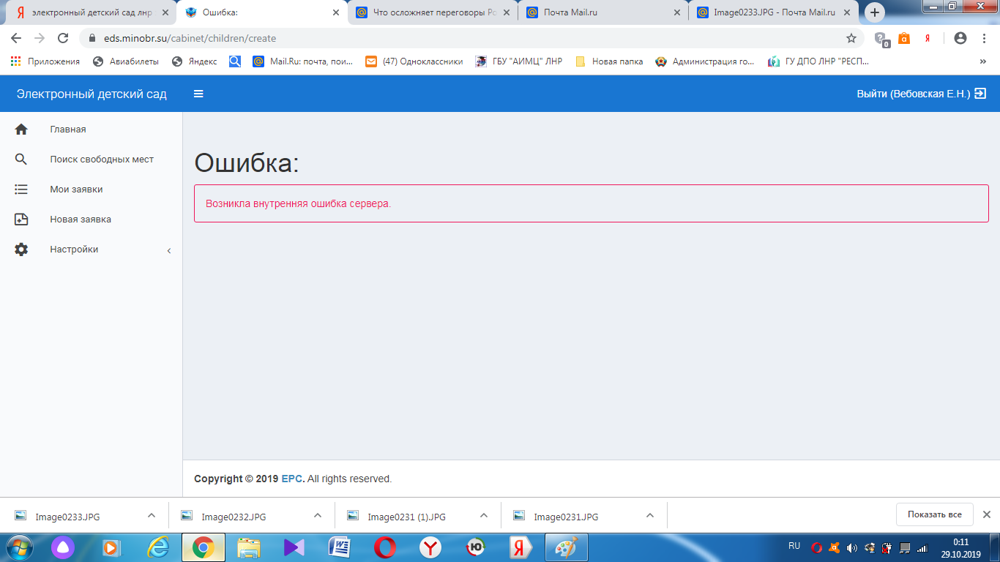 электронный детский сад лнр
Ошибка:
Что осложняет переговоры Ро
Почта Mail.ru
Image0233.JPG - Почта Mail.ru
eds.minobr.su/cabinet/children/create
0
Приложения
Авиабилеты
Яндекс
Mail.Ru: почта, пои...
(47) Одноклассники
ГБУ "АИМЦ" ЛНР
Новая папка
Администрация го...
ГУ ДПО ЛНР "РЕСП...
Электронный детский сад
Выйти (Вебовская Е.Н.)
Главная
Поиск свободных мест
Мои заявки
Новая заявка
Настройки
Ошибка:
Возникла внутренняя ошибка сервера.
Copyright © 2019 EPC. All rights reserved.
Image0233.JPG
Image0232.JPG
Image0231 (1).JPG
Image0231.JPG
Показать все
RU
0:11
29.10.2019